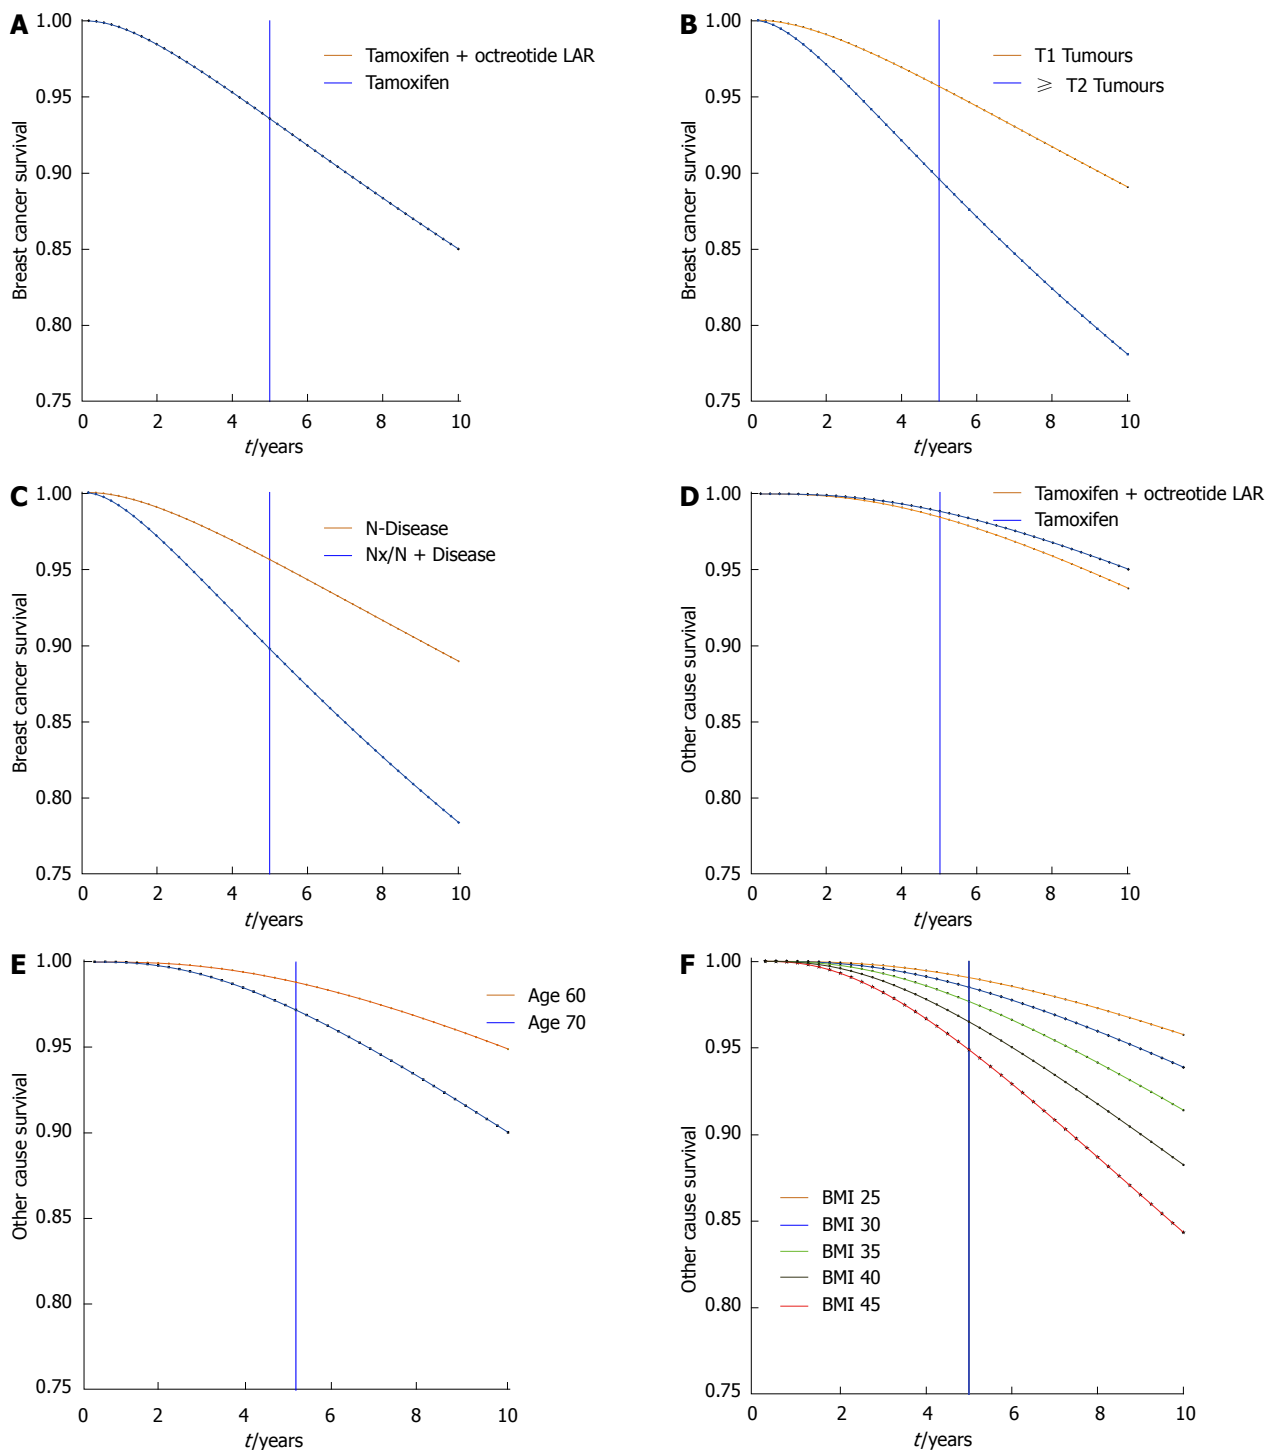 A
1.00
0.95
0.90
0.85
0.80
0.75
Breast cancer survival
Tamoxifen + octreotide LAR
Tamoxifen
0 2 4 6 8 10
t/years
B
1.00
0.95
0.90
0.85
0.80
0.75
Breast cancer survival
T1 Tumours
⩾ T2 Tumours
0 2 4 6 8 10
t/years
C
1.00
0.95
0.90
0.85
0.80
0.75
Breast cancer survival
N-Disease
Nx/N + Disease
0 2 4 6 8 10
t/years
D
1.00
0.95
0.90
0.85
0.80
0.75
Other cause survival
Tamoxifen + octreotide LAR
Tamoxifen
0 2 4 6 8 10
t/years
E
1.00
0.95
0.90
0.85
0.80
0.75
Other cause survival
Age 60
Age 70
0 2 4 6 8 10
t/years
F
1.00
0.95
0.90
0.85
0.80
0.75
Other cause survival
BMI 25
BMI 30
BMI 35
BMI 40
BMI 45
0 2 4 6 8 10
t/years